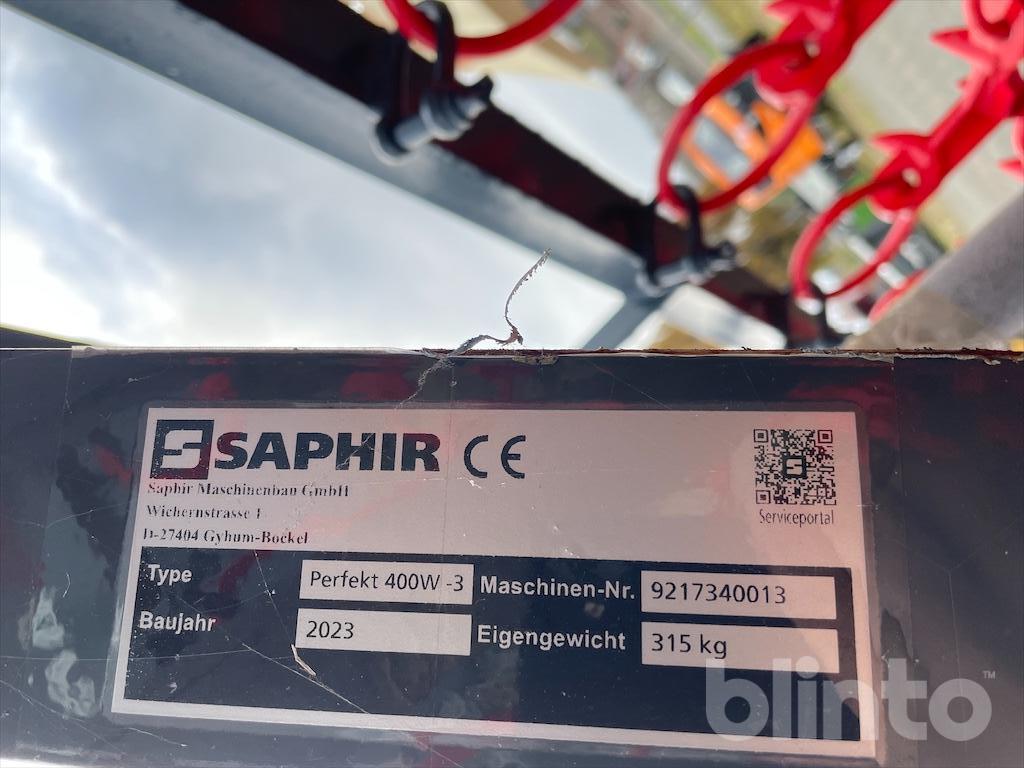 SAPHIR CE
Saphir Maschinenbau GmbH
Wichernstrasse 1
D-27404 Gyhum-Bockel
Serviceportal
Type Perfekt 400W -3 Maschinen-Nr. 9217340013
Baujahr 2023 Eigengewicht 315 kg
blinto™